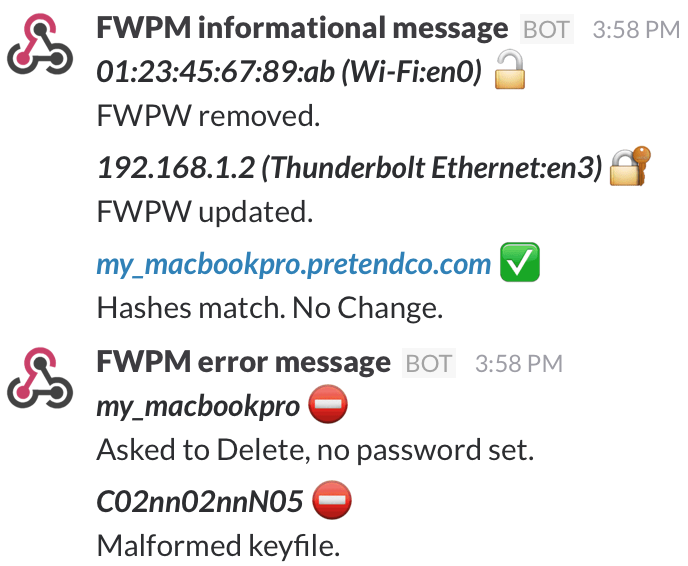 FWPM informational message BOT 3:58 PM
01:23:45:67:89:ab (Wi-Fi:en0)
FWPW removed.
192.168.1.2 (Thunderbolt Ethernet:en3)
FWPW updated.
my_macbookpro.pretendco.com
Hashes match. No Change.
FWPM error message BOT 3:58 PM
my_macbookpro
Asked to Delete, no password set.
C02nn02nnN05
Malformed keyfile.